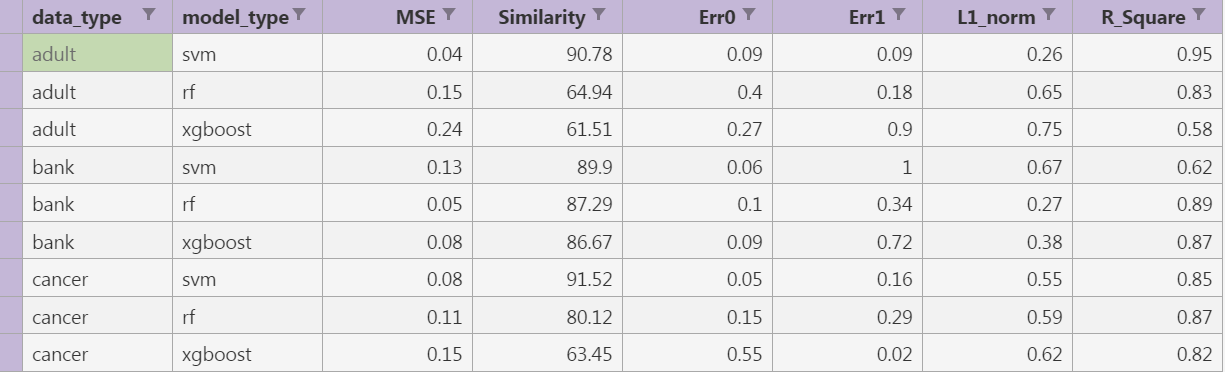 data_type model_type MSE Similarity Err0 Err1 L1_norm R_Square
adult svm 0.04 90.78 0.09 0.09 0.26 0.95
adult rf 0.15 64.94 0.4 0.18 0.65 0.83
adult xgboost 0.24 61.51 0.27 0.9 0.75 0.58
bank svm 0.13 89.9 0.06 1 0.67 0.62
bank rf 0.05 87.29 0.1 0.34 0.27 0.89
bank xgboost 0.08 86.67 0.09 0.72 0.38 0.87
cancer svm 0.08 91.52 0.05 0.16 0.55 0.85
cancer rf 0.11 80.12 0.15 0.29 0.59 0.87
cancer xgboost 0.15 63.45 0.55 0.02 0.62 0.82